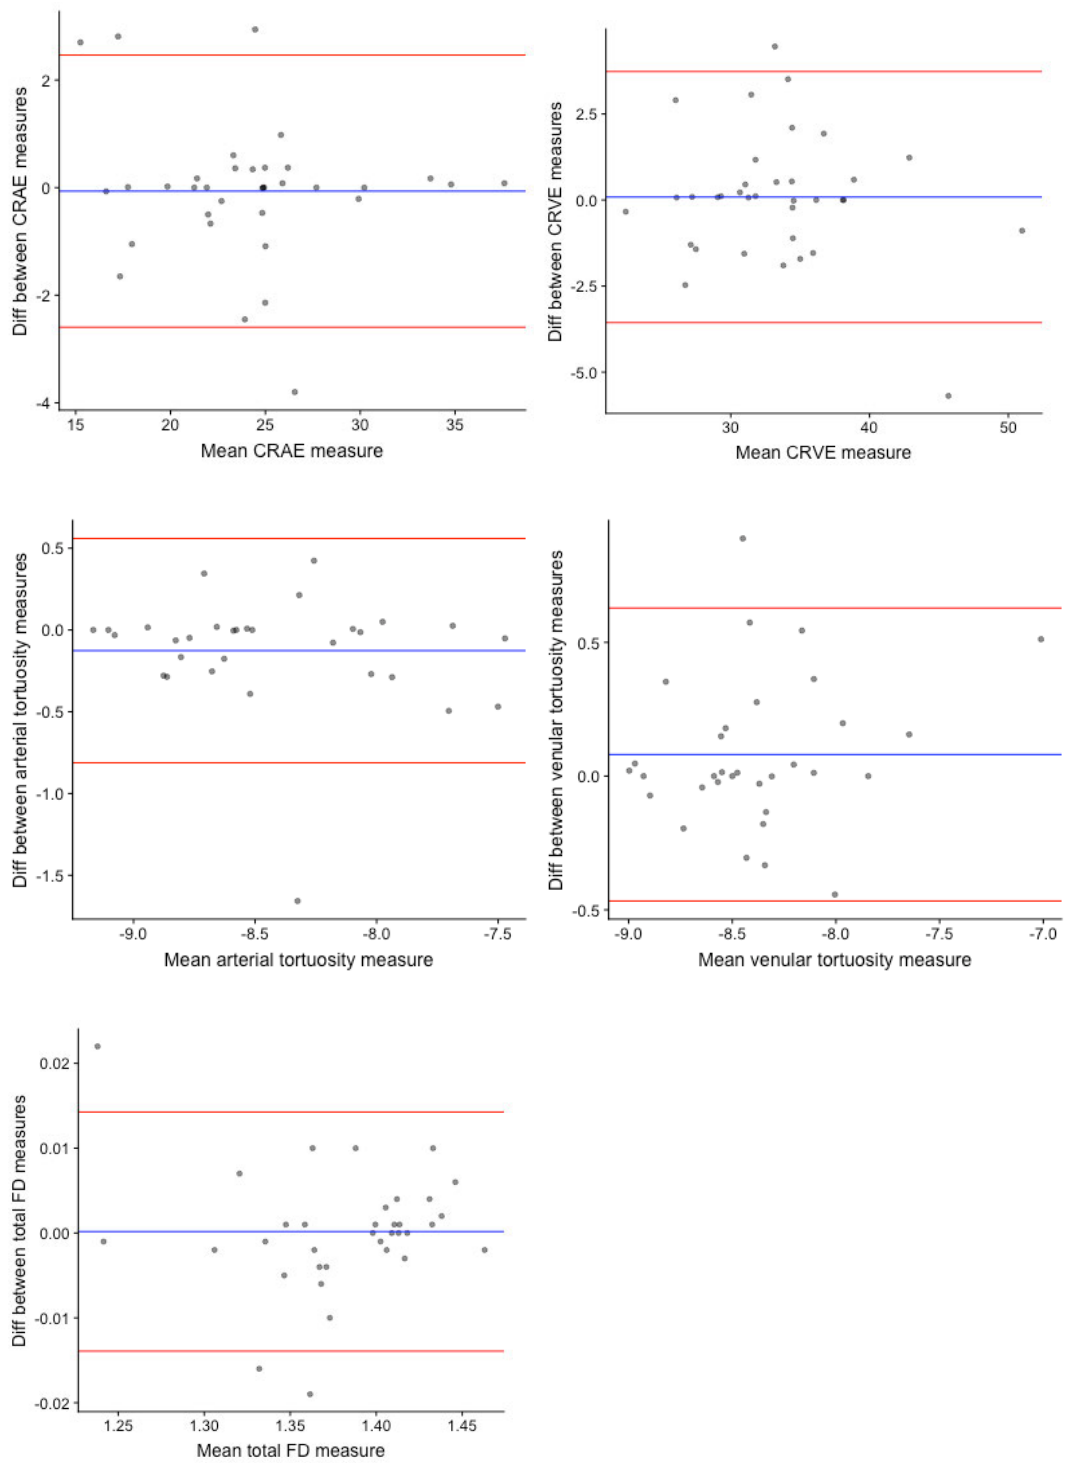 Diff between CRAE measures
2
0
-2
-4
15 20 25 30 35
Mean CRAE measure
Diff between CRVE measures
2.5
0.0
-2.5
-5.0
30 40 50
Mean CRVE measure
Diff between arterial tortuosity measures
0.5
0.0
-0.5
-1.0
-1.5
-9.0 -8.5 -8.0 -7.5
Mean arterial tortuosity measure
Diff between venular tortuosity measures
0.5
0.0
-0.5
-9.0 -8.5 -8.0 -7.5 -7.0
Mean venular tortuosity measure
Diff between total FD measures
0.02
0.01
0.00
-0.01
-0.02
1.25 1.30 1.35 1.40 1.45
Mean total FD measure